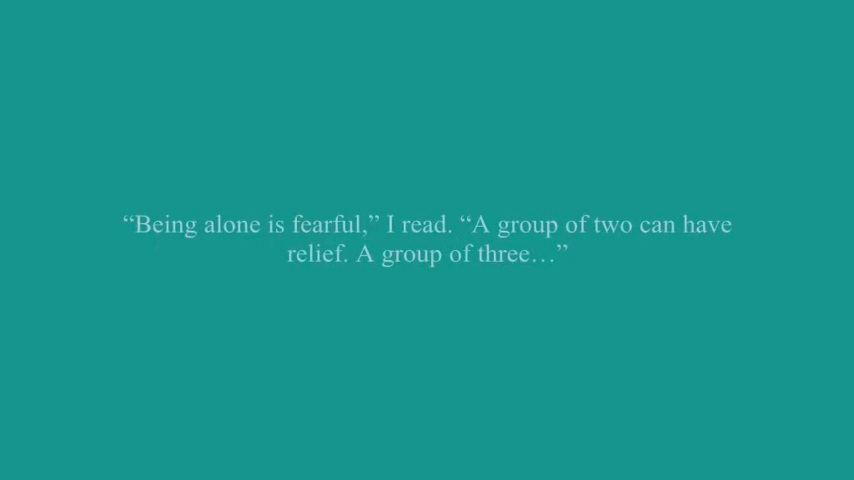 “Being alone is fearful,” I read. “A group of two can have
relief. A group of three…”